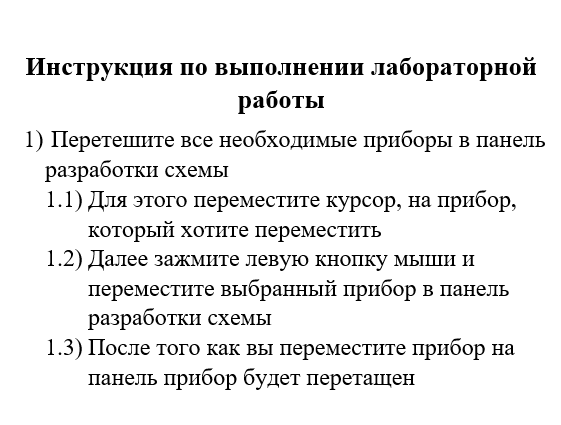 Инструкция по выполнении лабораторной
работы
1) Перетешите все необходимые приборы в панель
разработки схемы
1.1) Для этого переместите курсор, на прибор,
который хотите переместить
1.2) Далее зажмите левую кнопку мыши и
переместите выбранный прибор в панель
разработки схемы
1.3) После того как вы переместите прибор на
панель прибор будет перетащен